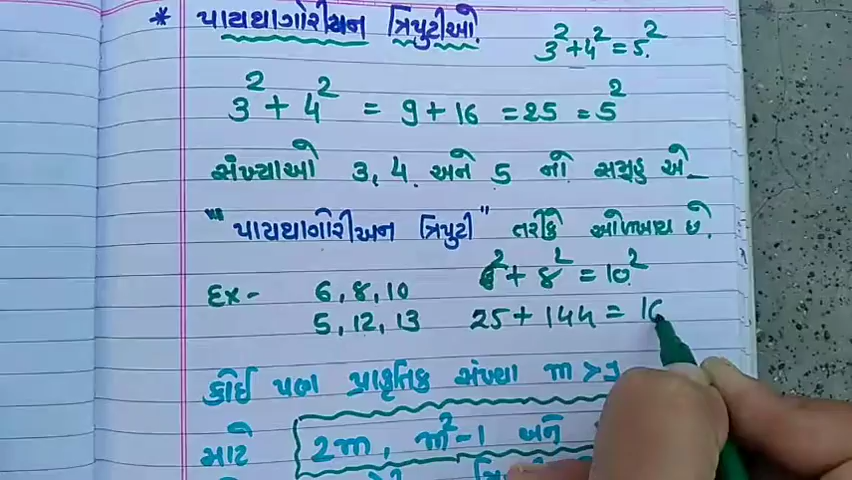 * પાયથાગોરીયન ત્રિપુટીઓ. 3²+4²=5².
3² + 4² = 9 + 16 = 25 = 5²
સંખ્યાઓ 3, 4 અને 5 નો સમૂહ એ
"પાયથાગોરીઅન ત્રિપુટી" તરીકે ઓળખાય છે.
Ex- 6, 8, 10 6² + 8² = 10²
5, 12, 13 25 + 144 = 16
કોઈ પણ પ્રાકૃતિક સંખ્યા m >1
માટે 2m, m²-1 અને